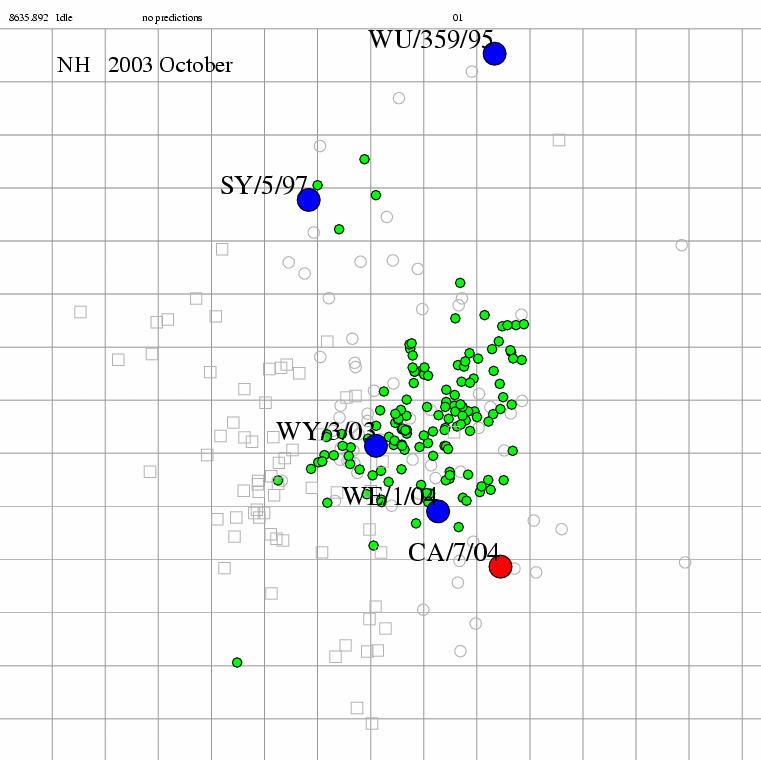 8635.892 Idle no predictions 01
WU/359/95
NH 2003 October
SY/5/97
WY/3/03
WE/1/04
CA/7/04